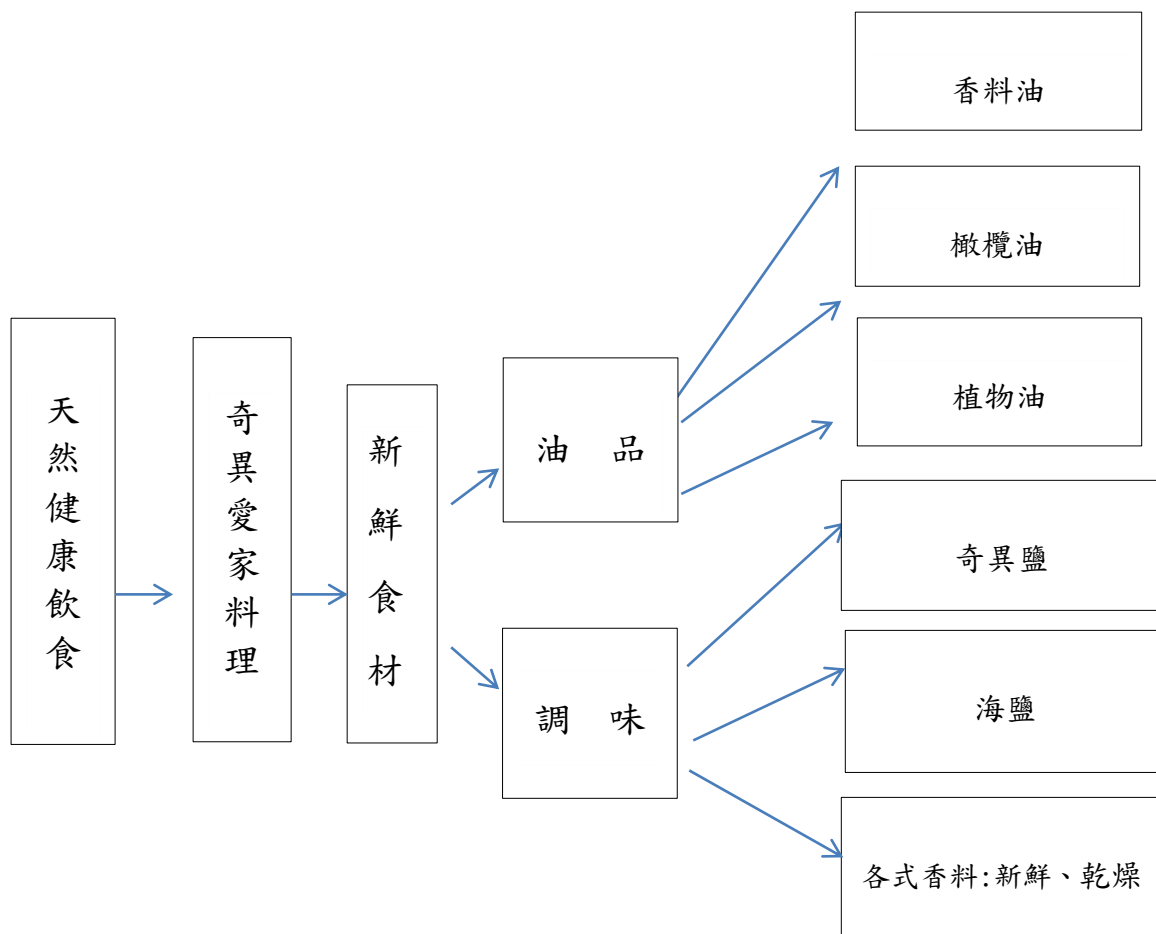 天然健康飲食
奇異愛家料理
新鮮食材
油 品
調 味
香料油
橄欖油
植物油
奇異鹽
海鹽
各式香料:新鮮、乾燥